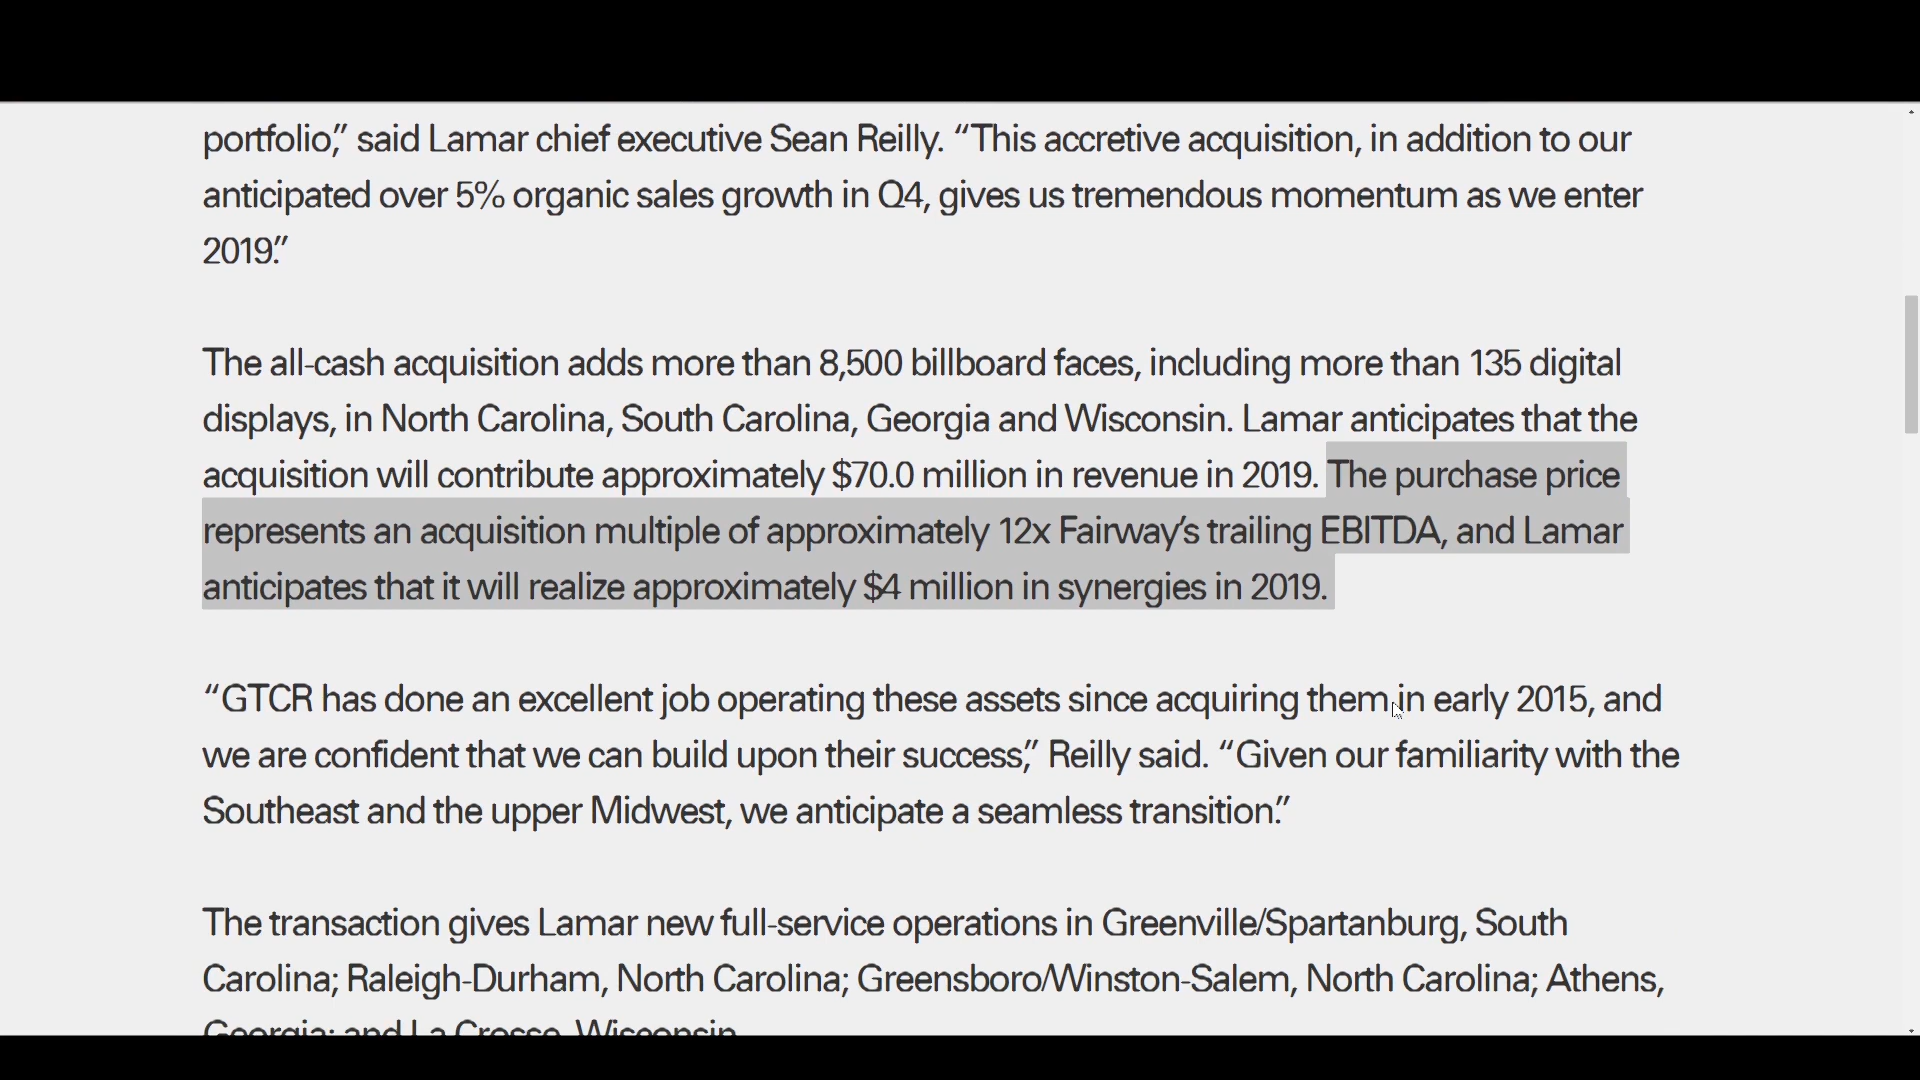 portfolio,” said Lamar chief executive Sean Reilly. “This accretive acquisition, in addition to our
anticipated over 5% organic sales growth in Q4, gives us tremendous momentum as we enter
2019.”
The all-cash acquisition adds more than 8,500 billboard faces, including more than 135 digital
displays, in North Carolina, South Carolina, Georgia and Wisconsin. Lamar anticipates that the
acquisition will contribute approximately $70.0 million in revenue in 2019. The purchase price
represents an acquisition multiple of approximately 12x Fairway’s trailing EBITDA, and Lamar
anticipates that it will realize approximately $4 million in synergies in 2019.
“GTCR has done an excellent job operating these assets since acquiring them in early 2015, and
we are confident that we can build upon their success,” Reilly said. “Given our familiarity with the
Southeast and the upper Midwest, we anticipate a seamless transition.”
The transaction gives Lamar new full-service operations in Greenville/Spartanburg, South
Carolina; Raleigh-Durham, North Carolina; Greensboro/Winston-Salem, North Carolina; Athens,
Georgia; and La Crosse, Wisconsin.